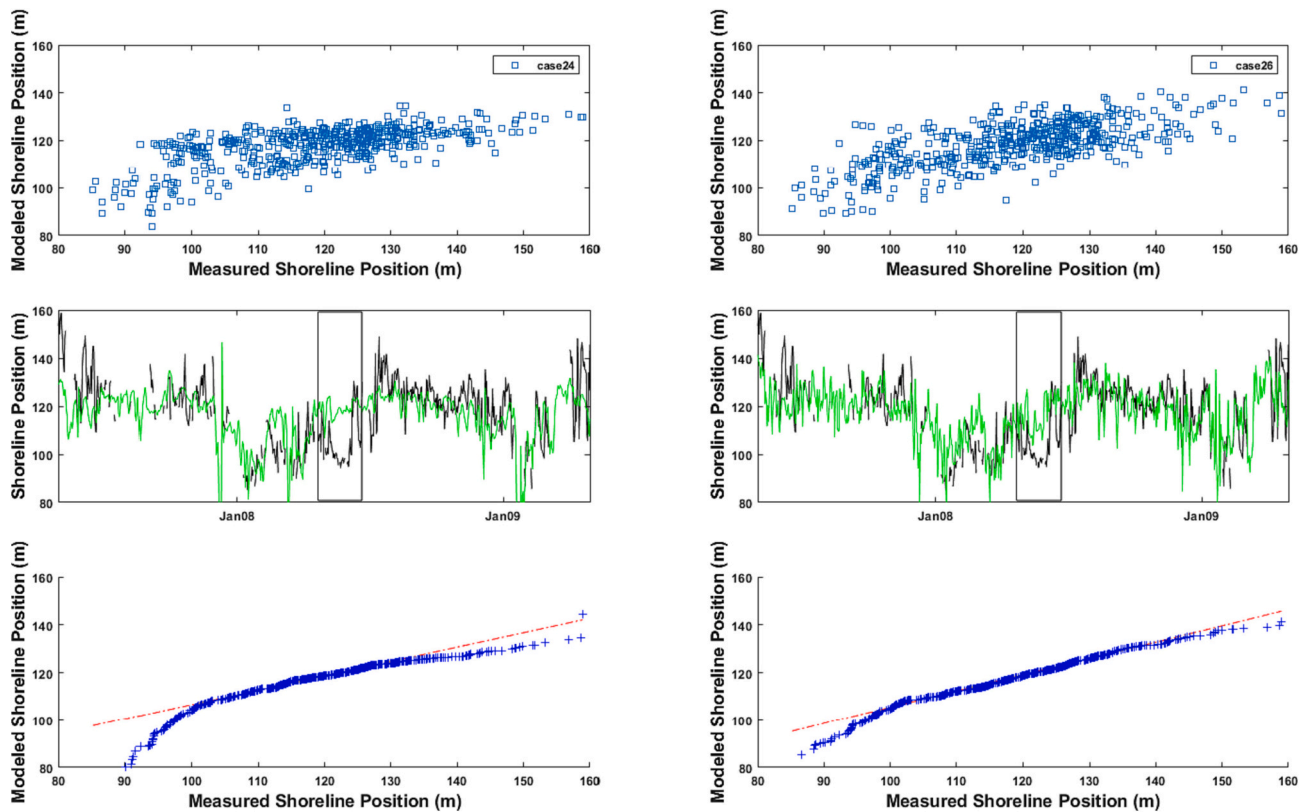 Modeled Shoreline Position (m)
160
140
120
100
80
case24
80 90 100 110 120 130 140 150 160
Measured Shoreline Position (m)
Modeled Shoreline Position (m)
160
140
120
100
80
case26
80 90 100 110 120 130 140 150 160
Measured Shoreline Position (m)
Shoreline Position (m)
160
140
120
100
80
Jan08 Jan09
Shoreline Position (m)
160
140
120
100
80
Jan08 Jan09
Modeled Shoreline Position (m)
160
140
120
100
80
80 90 100 110 120 130 140 150 160
Measured Shoreline Position (m)
Modeled Shoreline Position (m)
160
140
120
100
80
80 90 100 110 120 130 140 150 160
Measured Shoreline Position (m)